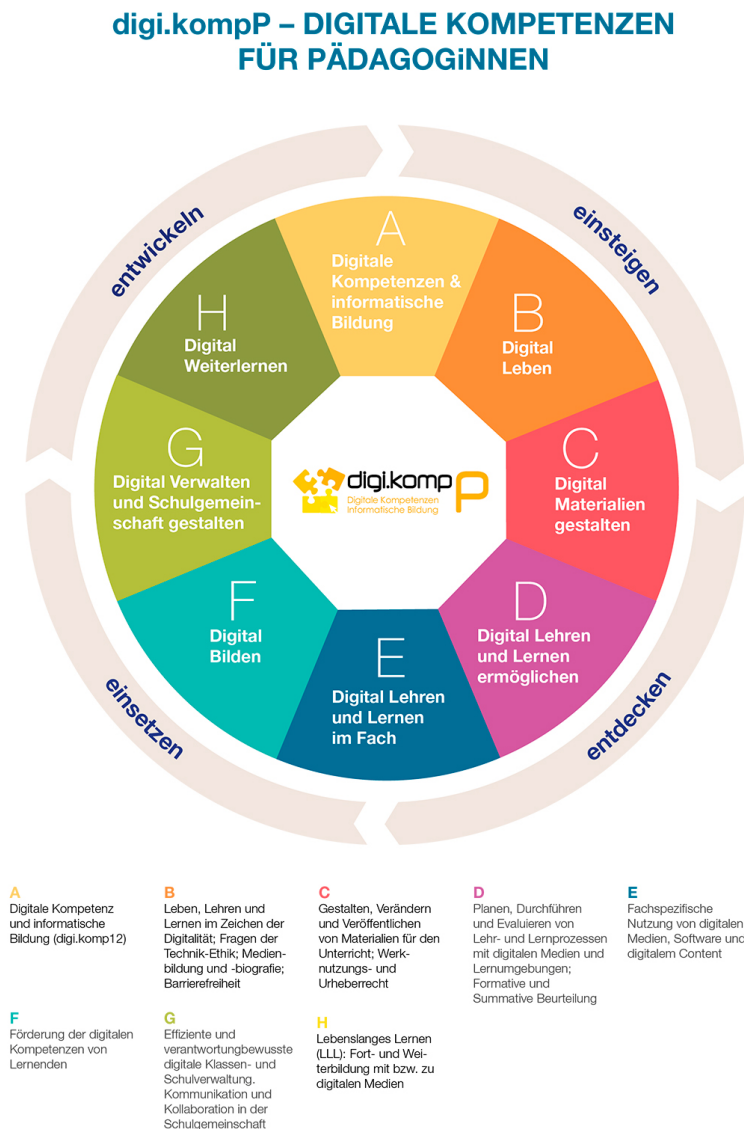 digi.kompP – DIGITALE KOMPETENZEN
FÜR PÄDAGOGiNNEN
entwickeln
einsteigen
A
Digitale
Kompetenzen &
informatische
Bildung
B
Digital
Leben
H
Digital
Weiterlernen
C
Digital
Materialien
gestalten
G
Digital Verwalten
und Schulgemein-
schaft gestalten
digi.komp P
Digitale Kompetenzen
Informatische Bildung
F
Digital
Bilden
D
Digital Lehren
und Lernen
ermöglichen
E
Digital Lehren
und Lernen
im Fach
einsetzen
entdecken
A
Digitale Kompetenz
und informatische
Bildung (digi.komp12)
B
Leben, Lehren und
Lernen im Zeichen der
Digitalität; Fragen der
Technik-Ethik; Medien-
bildung und -biografie;
Barrierefreiheit
C
Gestalten, Verändern
und Veröffentlichen
von Materialien für den
Unterricht; Werk-
nutzungs- und
Urheberrecht
D
Planen, Durchführen
und Evaluieren von
Lehr- und Lernprozessen
mit digitalen Medien und
Lernumgebungen;
Formative und
Summative Beurteilung
E
Fachspezifische
Nutzung von digitalen
Medien, Software und
digitalem Content
F
Förderung der digitalen
Kompetenzen von
Lernenden
G
Effiziente und
verantwortungbewusste
digitale Klassen- und
Schulverwaltung.
Kommunikation und
Kollaboration in der
Schulgemeinschaft
H
Lebenslanges Lernen
(LLL): Fort- und Wei-
terbildung mit bzw. zu
digitalen Medien